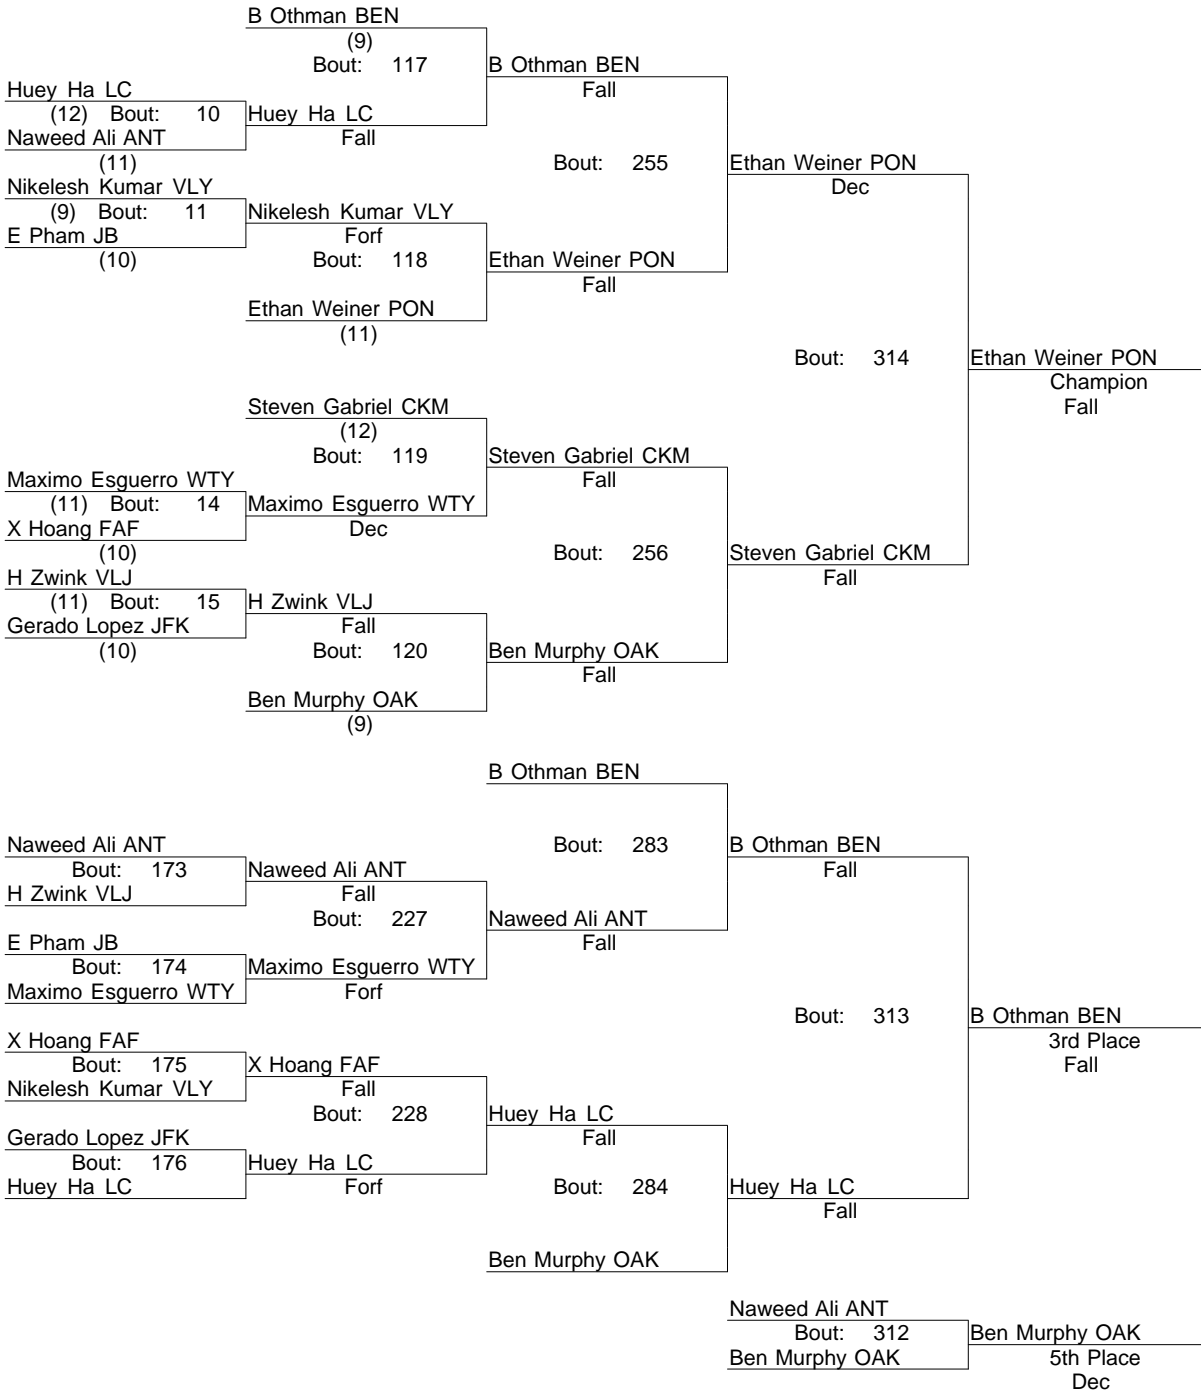 B Othman BEN
(9)
Bout: 117
B Othman BEN
Fall
Huey Ha LC
(12) Bout: 10
Huey Ha LC
Naweed Ali ANT
Fall
(11)
Bout: 255
Ethan Weiner PON
Dec
Nikelesh Kumar VLY
(9) Bout: 11
Nikelesh Kumar VLY
E Pham JB
Forf
(10)
Bout: 118
Ethan Weiner PON
Fall
Ethan Weiner PON
(11)
Bout: 314
Ethan Weiner PON
Champion
Fall
Steven Gabriel CKM
(12)
Bout: 119
Steven Gabriel CKM
Fall
Maximo Esguerro WTY
(11) Bout: 14
Maximo Esguerro WTY
X Hoang FAF
Dec
(10)
Bout: 256
Steven Gabriel CKM
Fall
H Zwink VLJ
(11) Bout: 15
H Zwink VLJ
Gerado Lopez JFK
Fall
(10)
Bout: 120
Ben Murphy OAK
Fall
Ben Murphy OAK
(9)
B Othman BEN
Naweed Ali ANT
Bout: 283
B Othman BEN
Bout: 173
Naweed Ali ANT
Fall
H Zwink VLJ
Fall
Bout: 227
Naweed Ali ANT
Fall
E Pham JB
Bout: 174
Maximo Esguerro WTY
Maximo Esguerro WTY
Forf
Bout: 313
B Othman BEN
3rd Place
Fall
X Hoang FAF
Bout: 175
X Hoang FAF
Nikelesh Kumar VLY
Fall
Bout: 228
Huey Ha LC
Fall
Gerado Lopez JFK
Bout: 176
Huey Ha LC
Huey Ha LC
Forf
Bout: 284
Huey Ha LC
Fall
Ben Murphy OAK
Naweed Ali ANT
Bout: 312
Ben Murphy OAK
Ben Murphy OAK
5th Place
Dec